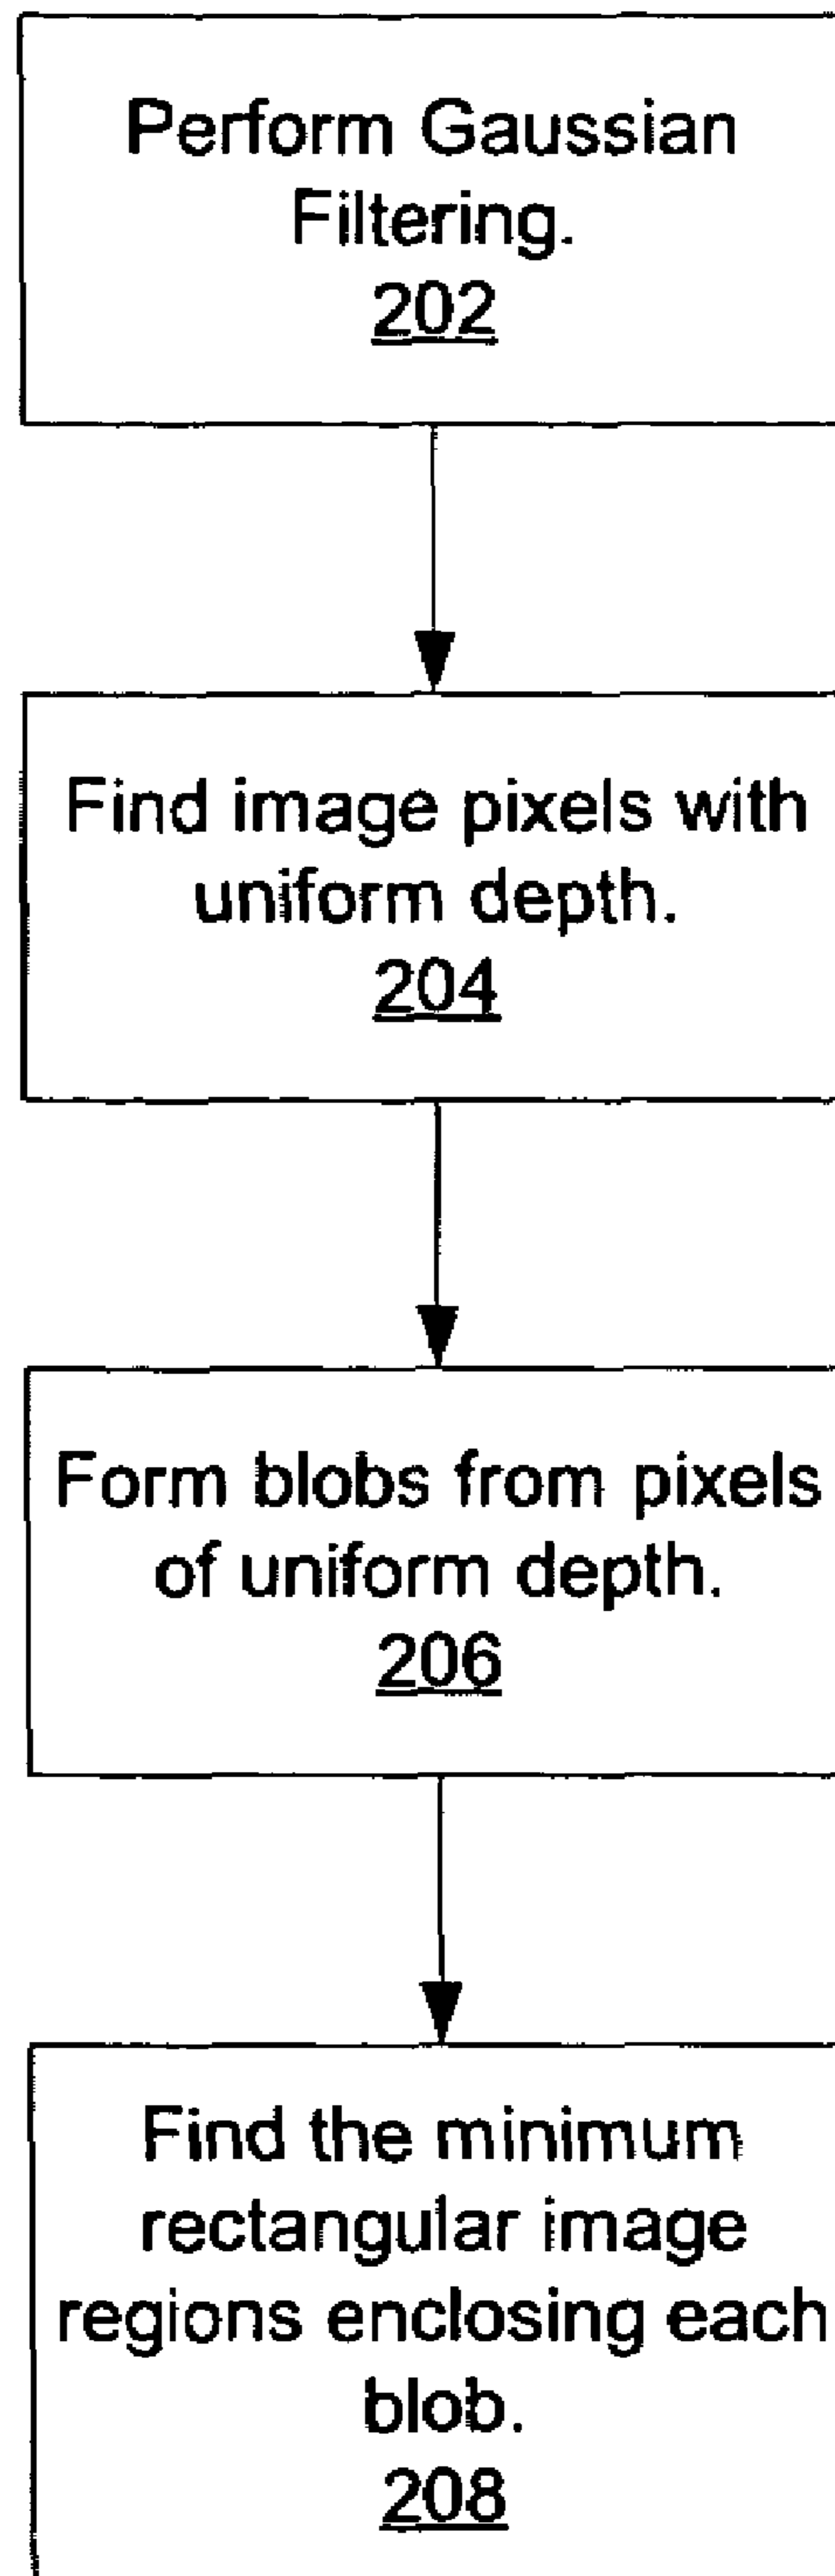 Perform Gaussian
Filtering.
202
Find image pixels with
uniform depth.
204
Form blobs from pixels
of uniform depth.
206
Find the minimum
rectangular image
regions enclosing each
blob.
208